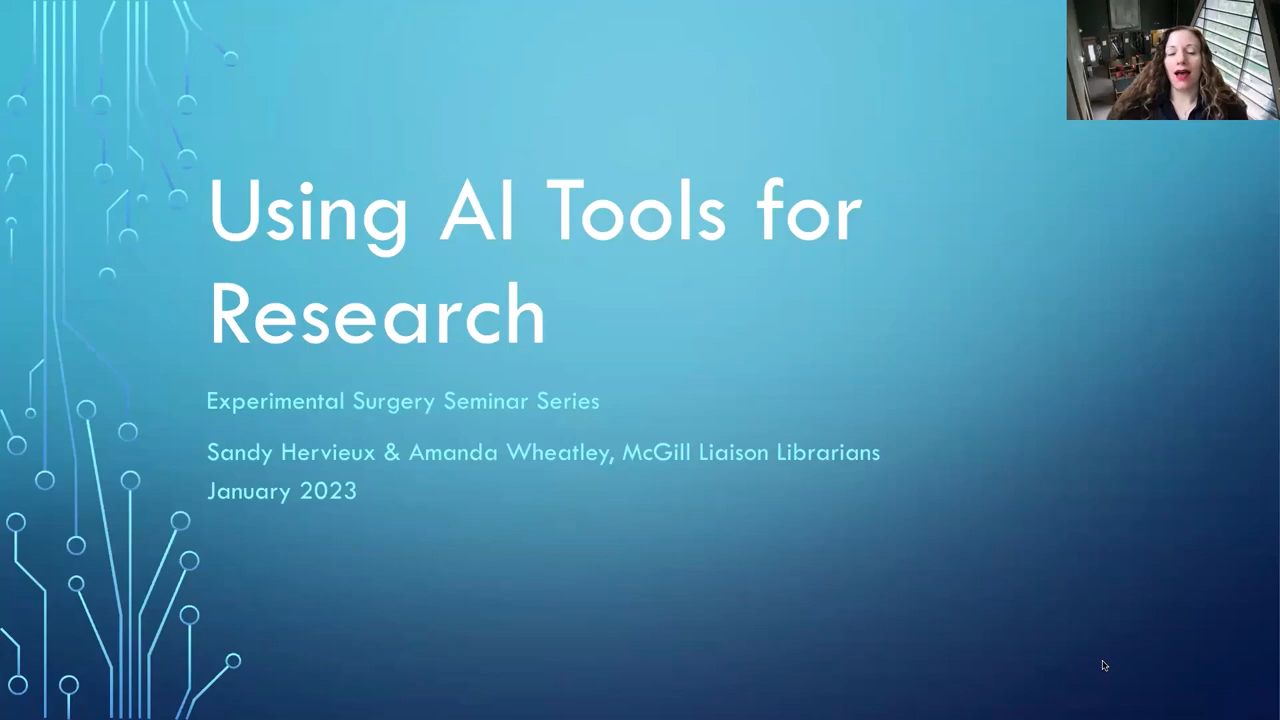 Using AI Tools for
Research
Experimental Surgery Seminar Series
Sandy Hervieux & Amanda Wheatley, McGill Liaison Librarians
January 2023